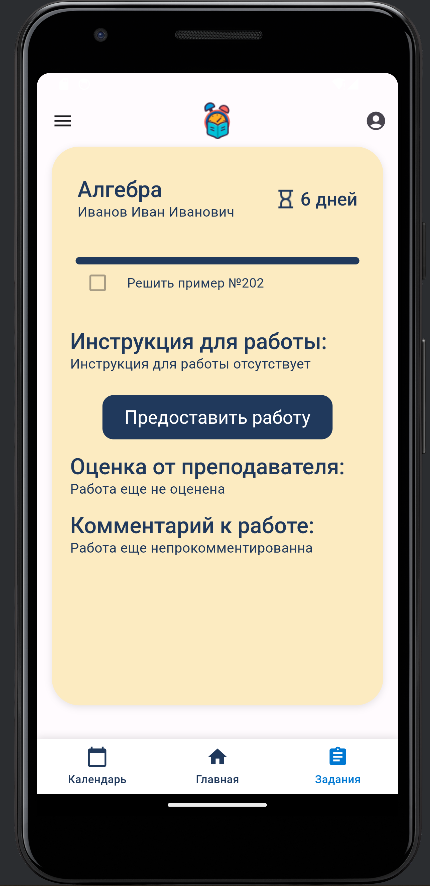 Алгебра
6 дней
Иванов Иван Иванович
Решить пример №202
Инструкция для работы:
Инструкция для работы отсутствует
Предоставить работу
Оценка от преподавателя:
Работа еще не оценена
Комментарий к работе:
Работа еще непрокомментированна
Календарь
Главная
Задания